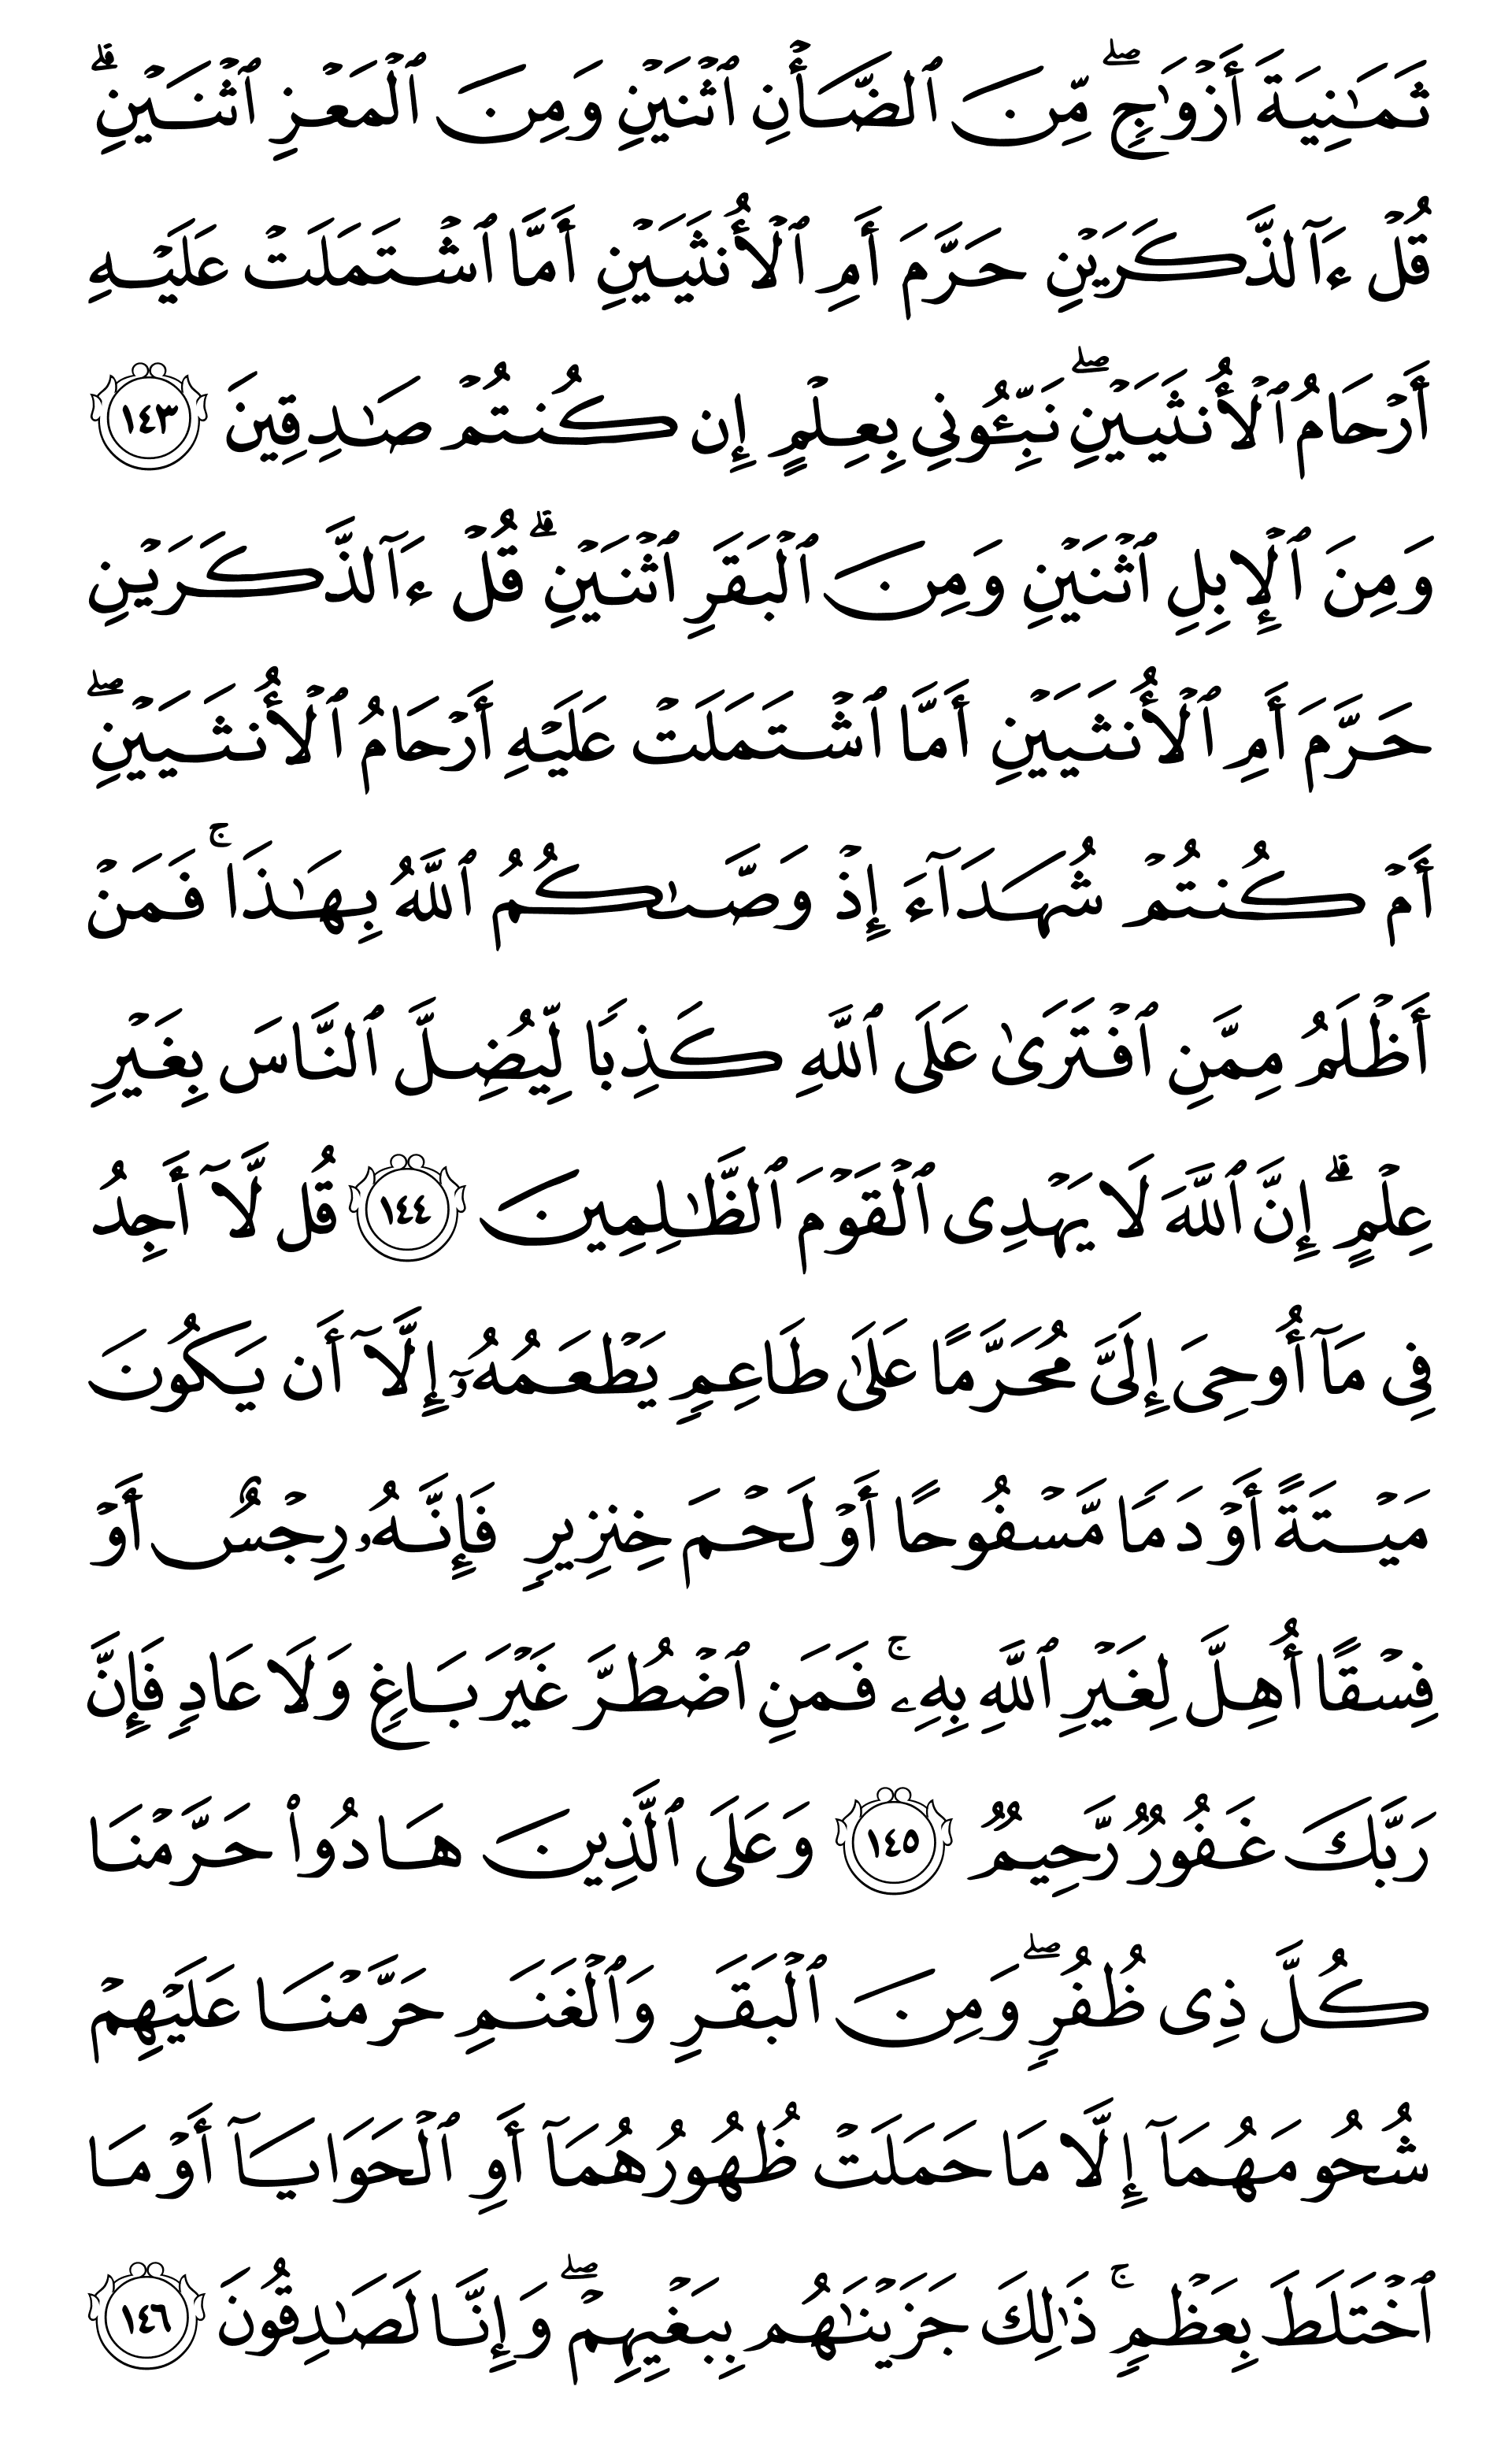 ثَمَٰنِيَةَ أَزْوَٰجٍۢ ۖ مِّنَ ٱلضَّأْنِ ٱثْنَيْنِ وَمِنَ ٱلْمَعْزِ ٱثْنَيْنِ ۗ
قُلْ ءَآلذَّكَرَيْنِ حَرَّمَ أَمِ ٱلْأُنثَيَيْنِ أَمَّا ٱشْتَمَلَتْ عَلَيْهِ
أَرْحَامُ ٱلْأُنثَيَيْنِ ۖ نَبِّـُٔونِى بِعِلْمٍ إِن كُنتُمْ صَٰدِقِينَ ١٤٣
وَمِنَ ٱلْإِبِلِ ٱثْنَيْنِ وَمِنَ ٱلْبَقَرِ ٱثْنَيْنِ ۗ قُلْ ءَآلذَّكَرَيْنِ
حَرَّمَ أَمِ ٱلْأُنثَيَيْنِ أَمَّا ٱشْتَمَلَتْ عَلَيْهِ أَرْحَامُ ٱلْأُنثَيَيْنِ ۖ
أَمْ كُنتُمْ شُهَدَآءَ إِذْ وَصَّىٰكُمُ ٱللَّهُ بِهَٰذَا ۚ فَمَنْ
أَظْلَمُ مِمَّنِ ٱفْتَرَىٰ عَلَى ٱللَّهِ كَذِبًا لِّيُضِلَّ ٱلنَّاسَ بِغَيْرِ
عِلْمٍ ۗ إِنَّ ٱللَّهَ لَا يَهْدِى ٱلْقَوْمَ ٱلظَّٰلِمِينَ ١٤٤ قُل لَّآ أَجِدُ
فِى مَآ أُوحِىَ إِلَىَّ مُحَرَّمًا عَلَىٰ طَاعِمٍ يَطْعَمُهُۥٓ إِلَّآ أَن يَكُونَ
مَيْتَةً أَوْ دَمًا مَّسْفُوحًا أَوْ لَحْمَ خِنزِيرٍ فَإِنَّهُۥ رِجْسٌ أَوْ
فِسْقًا أُهِلَّ لِغَيْرِ ٱللَّهِ بِهِۦ ۚ فَمَنِ ٱضْطُرَّ غَيْرَ بَاغٍ وَلَا عَادٍ فَإِنَّ
رَبَّكَ غَفُورٌ رَّحِيمٌ ١٤٥ وَعَلَى ٱلَّذِينَ هَادُوا۟ حَرَّمْنَا
كُلَّ ذِى ظُفُرٍ ۖ وَمِنَ ٱلْبَقَرِ وَٱلْغَنَمِ حَرَّمْنَا عَلَيْهِمْ
شُحُومَهُمَآ إِلَّا مَا حَمَلَتْ ظُهُورُهُمَآ أَوِ ٱلْحَوَايَآ أَوْ مَا
ٱخْتَلَطَ بِعَظْمٍ ۚ ذَٰلِكَ جَزَيْنَٰهُم بِبَغْيِهِمْ ۖ وَإِنَّا لَصَٰدِقُونَ ١٤٦